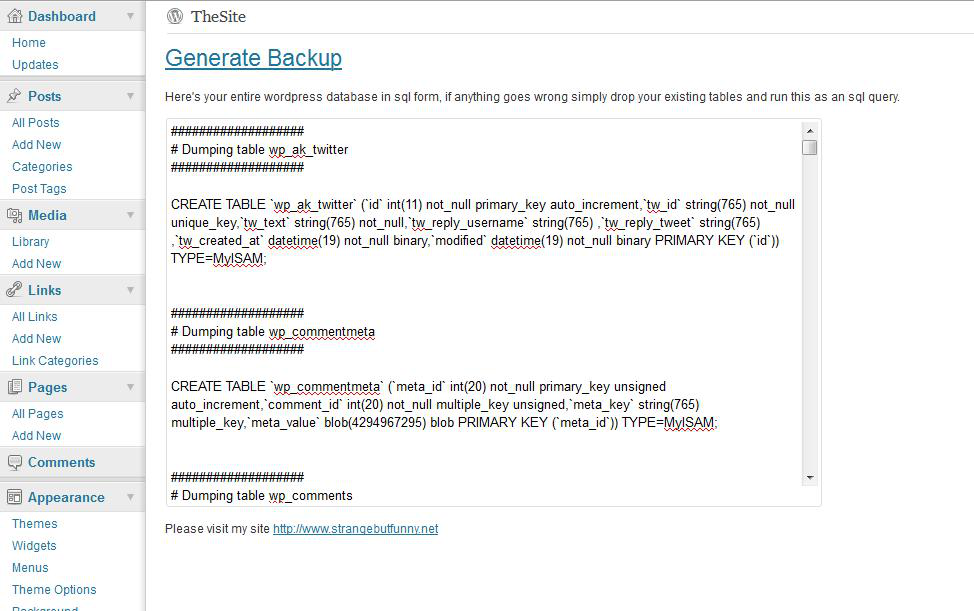 Dashboard
Home
Updates
Posts
All Posts
Add New
Categories
Post Tags
Media
Library
Add New
Links
All Links
Add New
Link Categories
Pages
All Pages
Add New
Comments
Appearance
Themes
Widgets
Menus
Theme Options
Background
TheSite
Generate Backup
Here's your entire wordpress database in sql form, if anything goes wrong simply drop your existing tables and run this as an sql query.
###################
# Dumping table wp_ak_twitter
###################
CREATE TABLE `wp_ak_twitter` (`id` int(11) not_null primary_key auto_increment,`tw_id` string(765) not_null
unique_key,`tw_text` string(765) not_null,`tw_reply_username` string(765) ,`tw_reply_tweet` string(765)
,`tw_created_at` datetime(19) not_null binary,`modified` datetime(19) not_null binary PRIMARY KEY (`id`))
TYPE=MyISAM;
###################
# Dumping table wp_commentmeta
###################
CREATE TABLE `wp_commentmeta` (`meta_id` int(20) not_null primary_key unsigned
auto_increment,`comment_id` int(20) not_null multiple_key unsigned,`meta_key` string(765)
multiple_key,`meta_value` blob(4294967295) blob PRIMARY KEY (`meta_id`)) TYPE=MyISAM;
###################
# Dumping table wp_comments
Please visit my site http://www.strangebutfunny.net